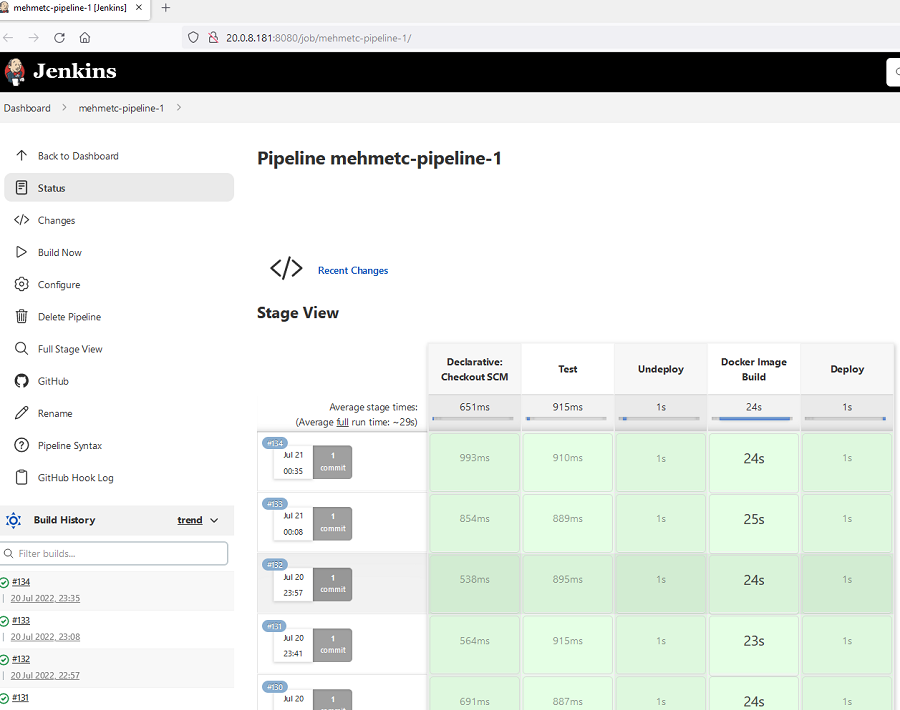 mehmetc-pipeline-1 [Jenkins]
20.0.8.181:8080/job/mehmetc-pipeline-1/
Jenkins
Dashboard
mehmetc-pipeline-1
Back to Dashboard
Status
Changes
Build Now
Configure
Delete Pipeline
Full Stage View
GitHub
Rename
Pipeline Syntax
GitHub Hook Log
Build History
trend
Filter builds...
#134
20 Jul 2022, 23:35
#133
20 Jul 2022, 23:08
#132
20 Jul 2022, 22:57
#131
Pipeline mehmetc-pipeline-1
Recent Changes
Stage View
Declarative: Checkout SCM Test Undeploy Docker Image Build Deploy
Average stage times: 651ms 915ms 1s 24s 1s
(Average full run time: ~29s)
#134
Jul 21 1
00:35 commit
993ms 910ms 1s 24s 1s
#133
Jul 21 1
00:08 commit
854ms 889ms 1s 25s 1s
#132
Jul 20 1
23:57 commit
538ms 895ms 1s 24s 1s
#131
Jul 20 1
23:41 commit
564ms 915ms 1s 23s 1s
#130
Jul 20 1
commit
691ms 887ms 1s 24s 1s